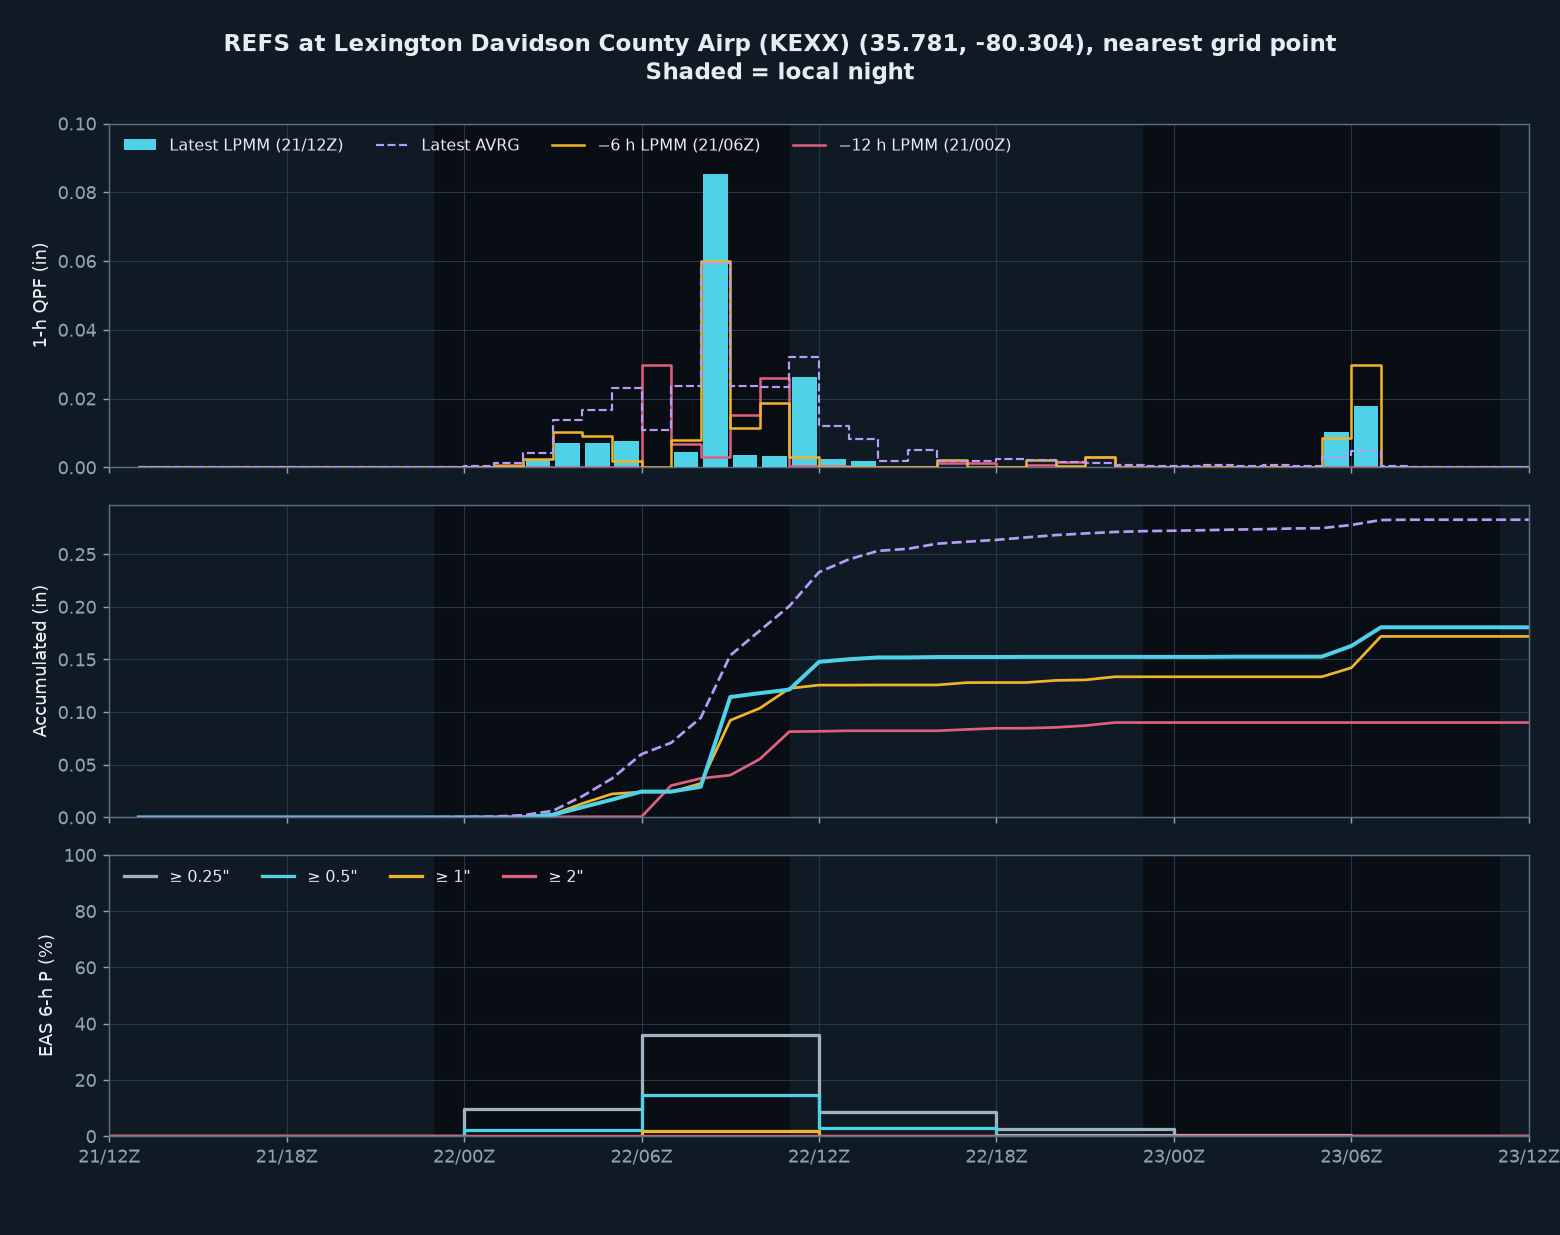 REFS at Lexington Davidson County Airp (KEXX) (35.781, -80.304), nearest grid point
Shaded = local night
Latest LPMM (21/12Z) Latest AVRG −6 h LPMM (21/06Z) −12 h LPMM (21/00Z)
1-h QPF (in)
0.10
0.08
0.06
0.04
0.02
0.00
Accumulated (in)
0.25
0.20
0.15
0.10
0.05
0.00
≥ 0.25" ≥ 0.5" ≥ 1" ≥ 2"
EAS 6-h P (%)
100
80
60
40
20
0
21/12Z 21/18Z 22/00Z 22/06Z 22/12Z 22/18Z 23/00Z 23/06Z 23/12Z